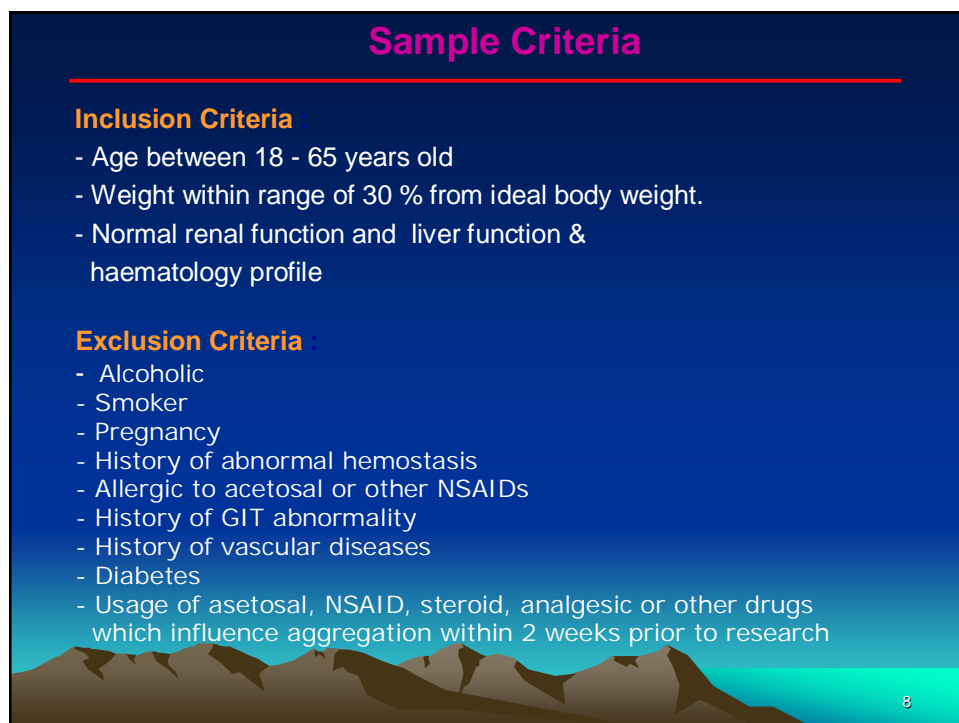 Sample Criteria
Inclusion Criteria :
- Age between 18 - 65 years old
- Weight within range of 30 % from ideal body weight.
- Normal renal function and liver function &
haematology profile
Exclusion Criteria :
- Alcoholic
- Smoker
- Pregnancy
- History of abnormal hemostasis
- Allergic to acetosal or other NSAIDs
- History of GIT abnormality
- History of vascular diseases
- Diabetes
- Usage of asetosal, NSAID, steroid, analgesic or other drugs
which influence aggregation within 2 weeks prior to research
8